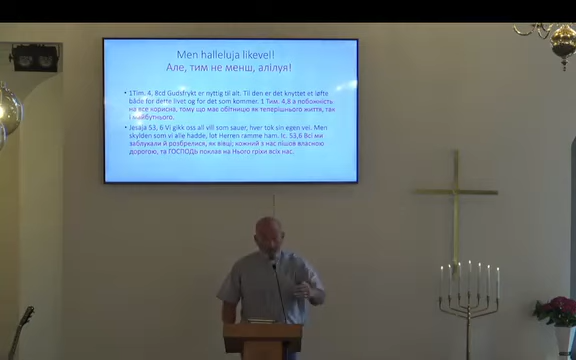 Men halleluja likevel!
Але, тим не менш, алілуя!
• 1Tim. 4, 8cd Gudsfrykt er nyttig til alt. Til den er det knyttet et løfte
både for dette livet og for det som kommer. 1 Тим. 4,8 а побожність
на все корисна, тому що має обітницю як теперішнього життя, так
і майбутнього.
• Jesaja 53, 6 Vi gikk oss all vill som sauer, hver tok sin egen vei. Men
skylden som vi alle hadde, lot Herren ramme ham. Іс. 53,6 Всі ми
заблукали й розбрелися, як вівці; кожний з нас пішов власною
дорогою, та ГОСПОДЬ поклав на Нього гріхи всіх нас.